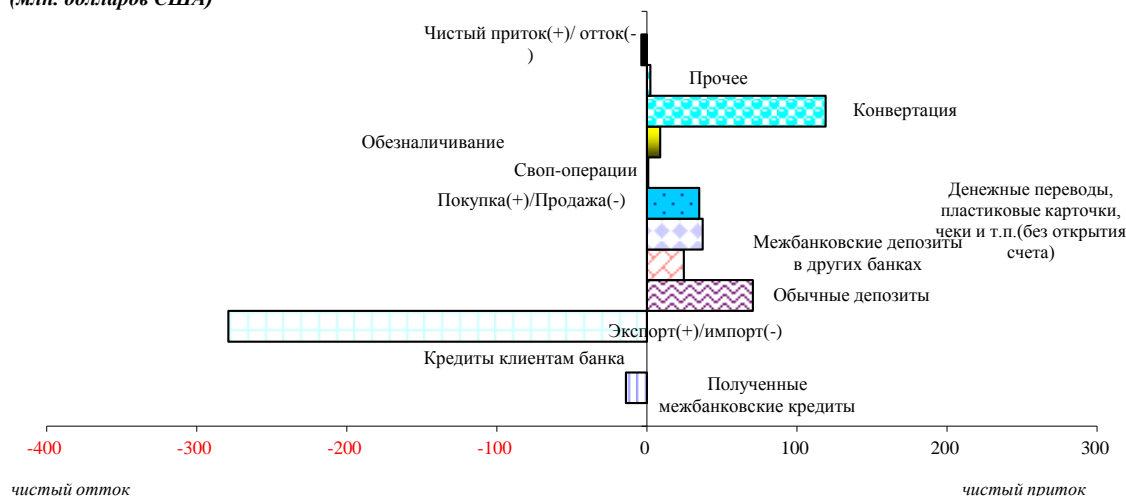 (млн. долларов США)
Чистый приток(+)/ отток(-
)
Прочее
Конвертация
Обезналичивание
Своп-операции
Покупка(+)/Продажа(-)
Денежные переводы,
пластиковые карточки,
чеки и т.п.(без открытия
счета)
Межбанковские депозиты
в других банках
Обычные депозиты
Экспорт(+)/импорт(-)
Кредиты клиентам банка
Полученные
межбанковские кредиты
-400 -300 -200 -100 0 100 200 300
чистый отток чистый приток